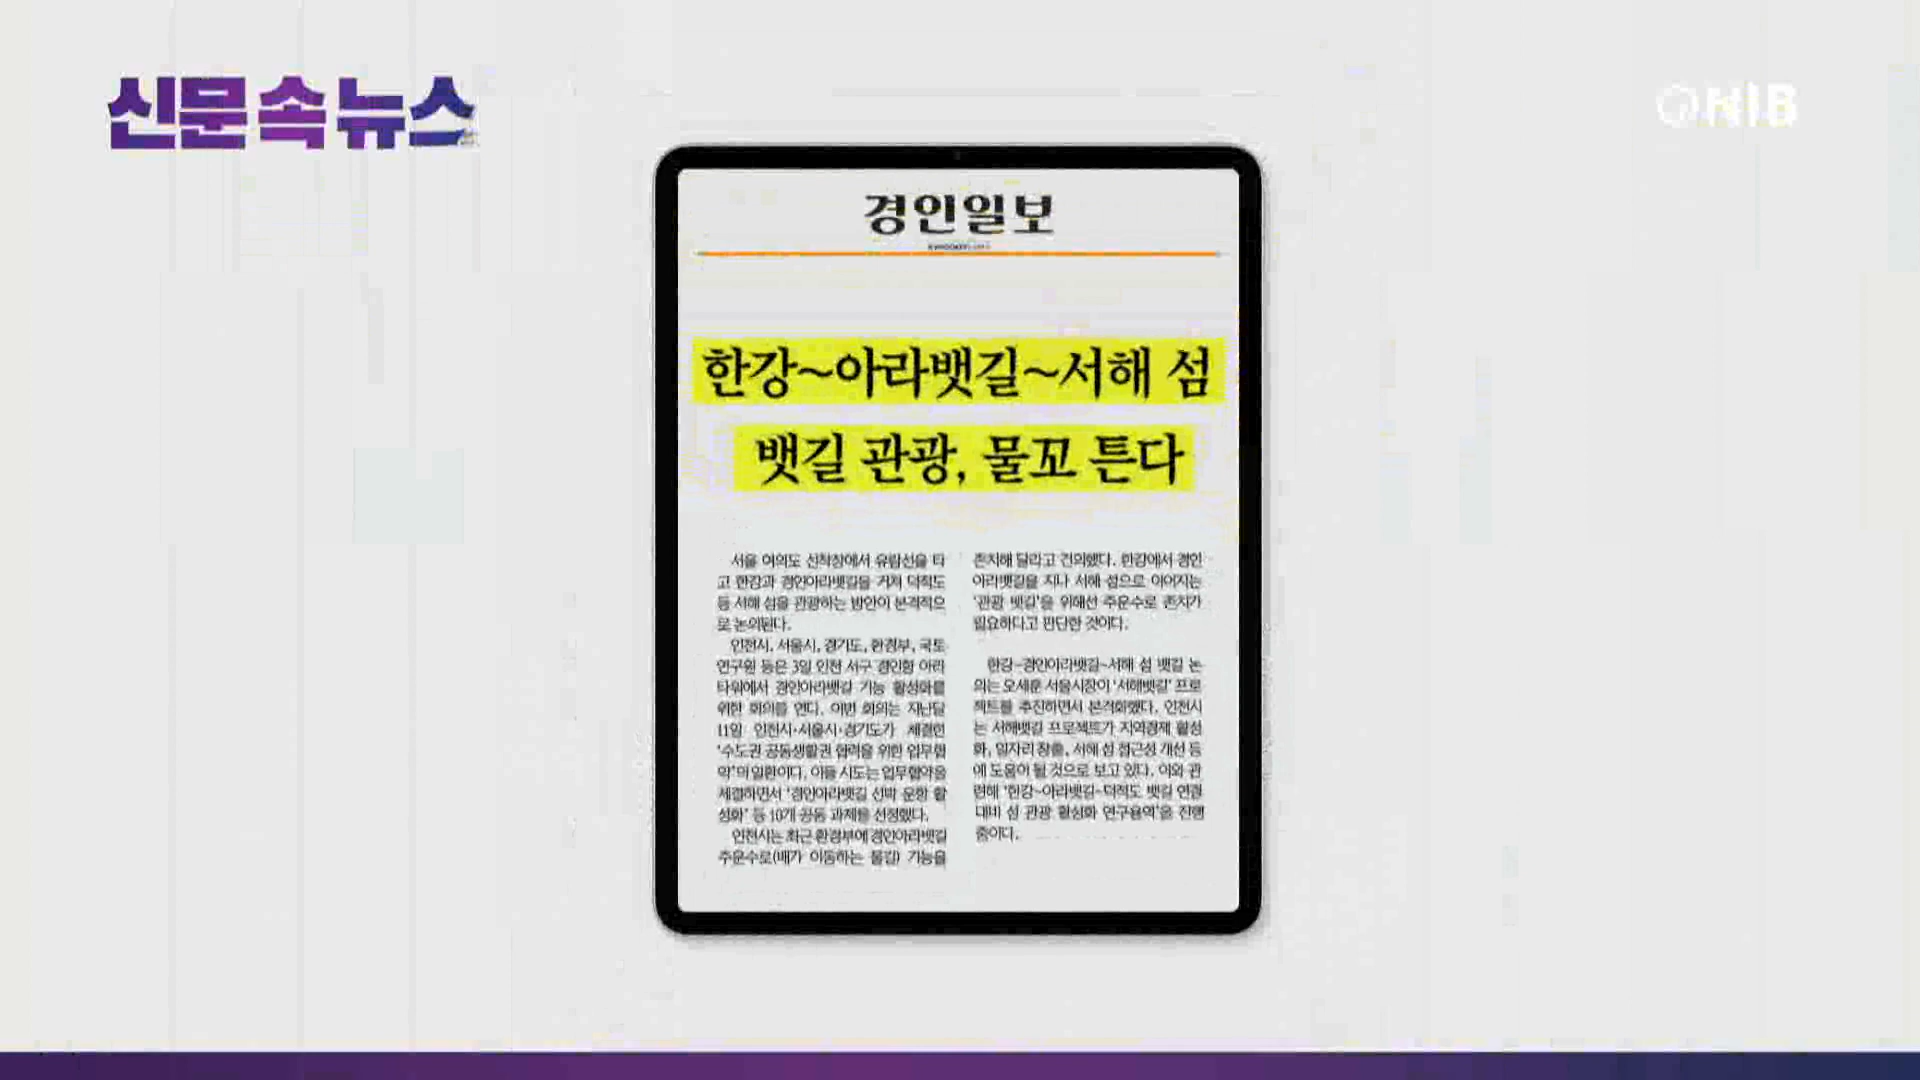 신문 속 뉴스
경인일보
한강~아라뱃길~서해 섬
뱃길 관광, 물꼬 튼다
서울 여의도 선착장에서 유람선을 타
고 한강과 경인아라뱃길을 거쳐 덕적도
등 서해 섬을 관광하는 방안이 본격적으
로 논의된다.
인천시, 서울시, 경기도, 환경부, 국토
연구원 등은 3일 인천 서구 경인항 아라
타워에서 경인아라뱃길 기능 활성화를
위한 회의를 연다. 이번 회의는 지난달
11일 인천시·서울시·경기도가 체결한
'수도권 공동생활권 협력을 위한 업무협
약'의 일환이다. 이들 시도는 업무협약을
체결하면서 '경인아라뱃길 선박 운항 활
성화' 등 10개 공동 과제를 선정했다.
인천시는 최근 환경부에 경인아라뱃길
주운수로(배가 이동하는 물길) 기능을
존치해 달라고 건의했다. 한강에서 경인
아라뱃길을 지나 서해 섬으로 이어지는
'관광 뱃길'을 위해선 주운수로 존치가
필요하다고 판단한 것이다.
한강~경인아라뱃길~서해 섬 뱃길 논
의는 오세훈 서울시장이 '서해뱃길' 프로
젝트를 추진하면서 본격화했다. 인천시
는 서해뱃길 프로젝트가 지역경제 활성
화, 일자리 창출, 서해 섬 접근성 개선 등
에 도움이 될 것으로 보고 있다. 이와 관
련해 '한강~아라뱃길~덕적도 뱃길 연결
대비 섬 관광 활성화 연구용역'을 진행
중이다.